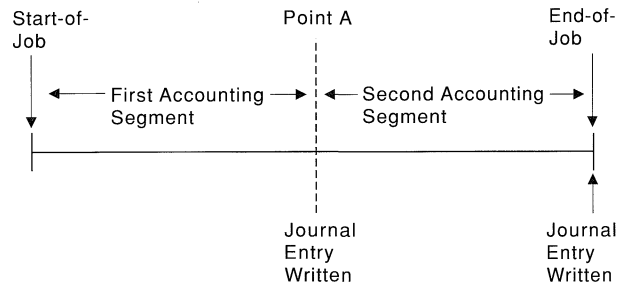 Start-of-
Job
Point A
End-of-
Job
First Accounting
Segment
Second Accounting
Segment
Journal
Entry
Written
Journal
Entry
Written